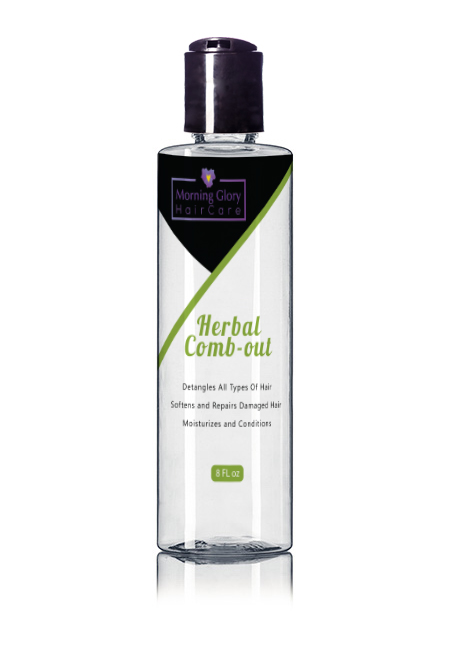 Morning Glory
HairCare
Herbal
Comb-out
Detangles All Types Of Hair
Softens and Repairs Damaged Hair
Moisturizes and Conditions
8 FL oz